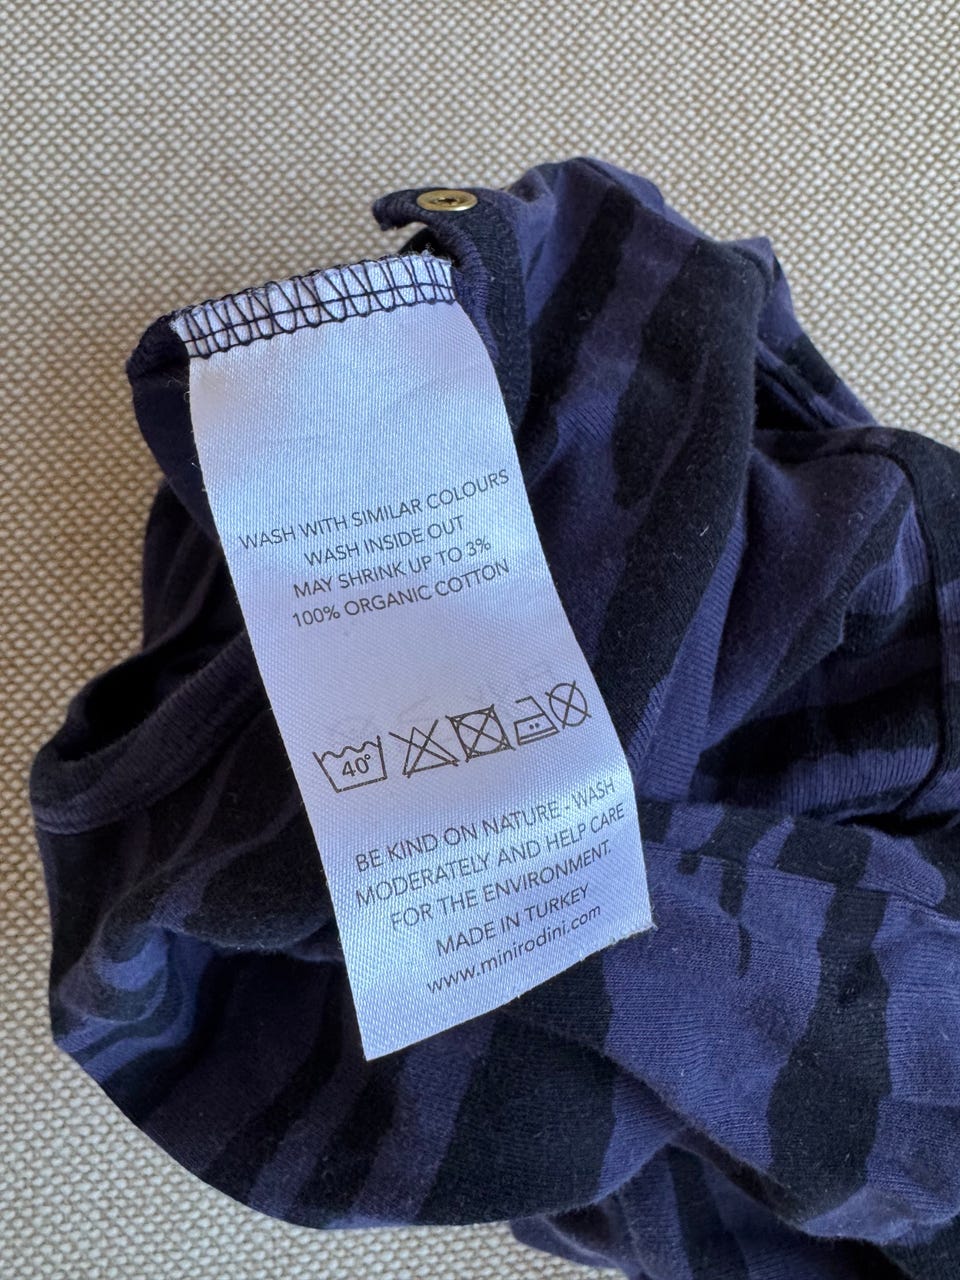 WASH WITH SIMILAR COLOURS
WASH INSIDE OUT
MAY SHRINK UP TO 3%
100% ORGANIC COTTON
40°
BE KIND ON NATURE - WASH
MODERATELY AND HELP CARE
FOR THE ENVIRONMENT.
MADE IN TURKEY
www.minirodini.com